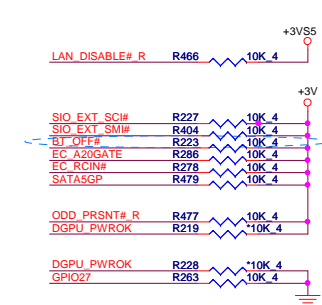 +3VS5
LAN_DISABLE#_R R466 10K_4
+3V
SIO_EXT_SCI# R227 10K_4
SIO_EXT_SMI# R404 10K_4
BT_OFF# R223 10K_4
EC_A20GATE R286 10K_4
EC_RCIN# R278 10K_4
SATA5GP R479 10K_4
ODD_PRSNT#_R R477 10K_4
DGPU_PWROK R219 *10K_4
DGPU_PWROK R228 *10K_4
GPIO27 R263 10K_4